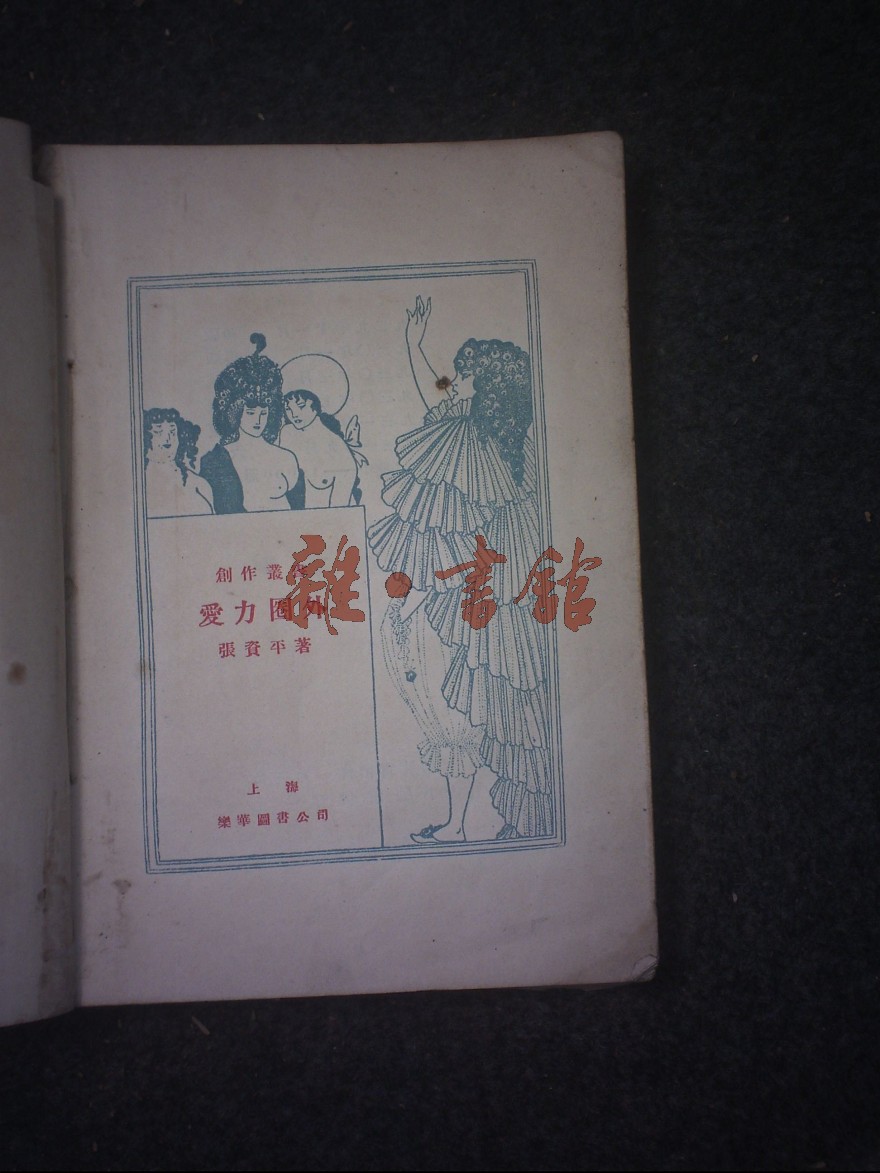 創作叢書
愛力圈外
張資平著
上海
樂華圖書公司
雜·書館